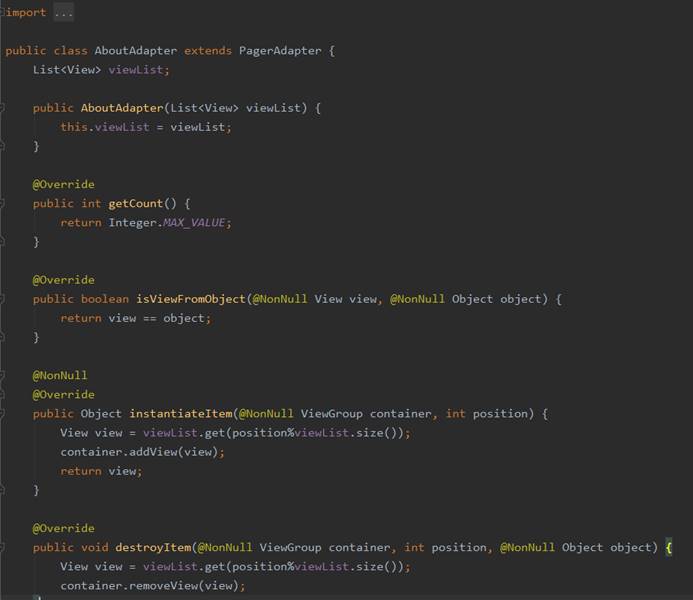 import ...
public class AboutAdapter extends PagerAdapter {
    List<View> viewList;
    public AboutAdapter(List<View> viewList) {
        this.viewList = viewList;
    }
    @Override
    public int getCount() {
        return Integer.MAX_VALUE;
    }
    @Override
    public boolean isViewFromObject(@NonNull View view, @NonNull Object object) {
        return view == object;
    }
    @NonNull
    @Override
    public Object instantiateItem(@NonNull ViewGroup container, int position) {
        View view = viewList.get(position%viewList.size());
        container.addView(view);
        return view;
    }
    @Override
    public void destroyItem(@NonNull ViewGroup container, int position, @NonNull Object object) {
        View view = viewList.get(position%viewList.size());
        container.removeView(view);